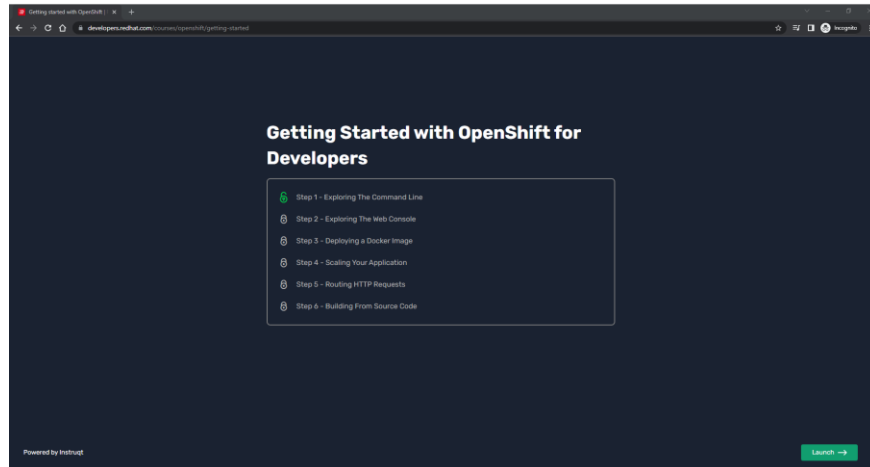 Getting started with OpenShift |
developers.redhat.com/courses/openshift/getting-started
Incognito
Getting Started with OpenShift for
Developers
Step 1 - Exploring The Command Line
Step 2 - Exploring The Web Console
Step 3 - Deploying a Docker Image
Step 4 - Scaling Your Application
Step 5 - Routing HTTP Requests
Step 6 - Building From Source Code
Powered by Instruqt
Launch →